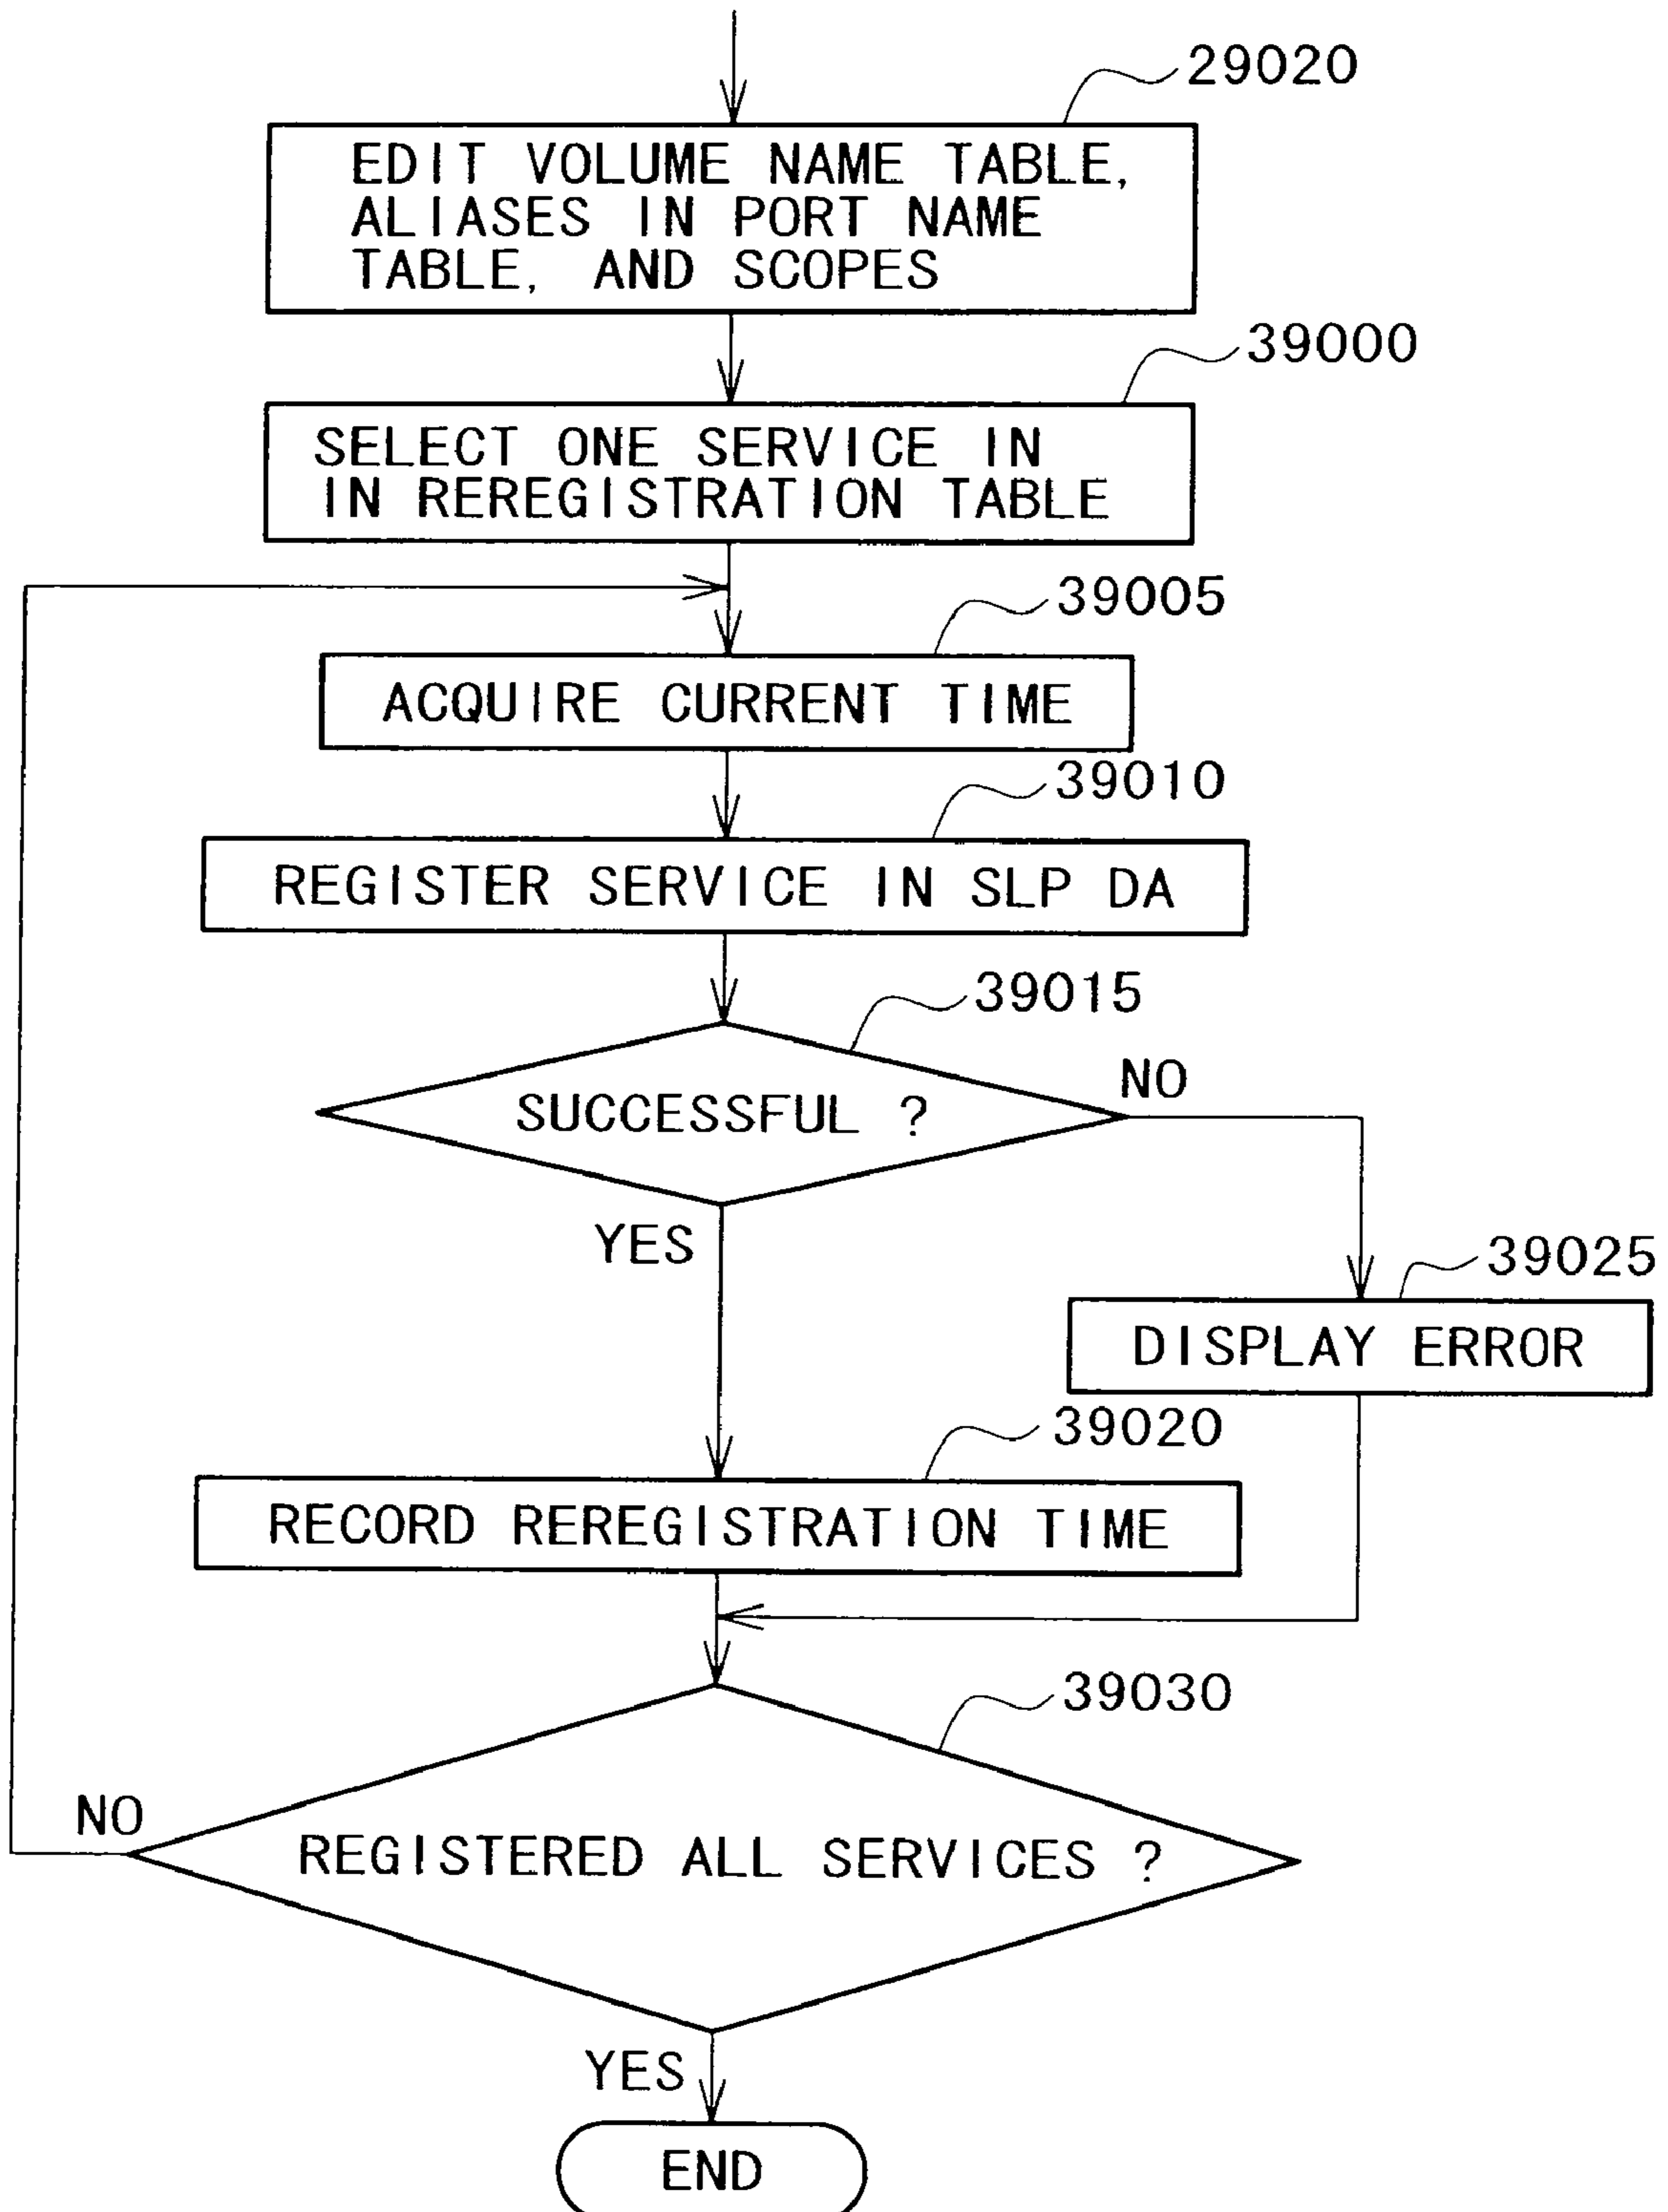 29020
EDIT VOLUME NAME TABLE,
ALIASES IN PORT NAME
TABLE, AND SCOPES
39000
SELECT ONE SERVICE IN
IN REREGISTRATION TABLE
39005
ACQUIRE CURRENT TIME
39010
REGISTER SERVICE IN SLP DA
39015
SUCCESSFUL ?
NO
YES
39025
DISPLAY ERROR
39020
RECORD REREGISTRATION TIME
39030
NO
REGISTERED ALL SERVICES ?
YES
END